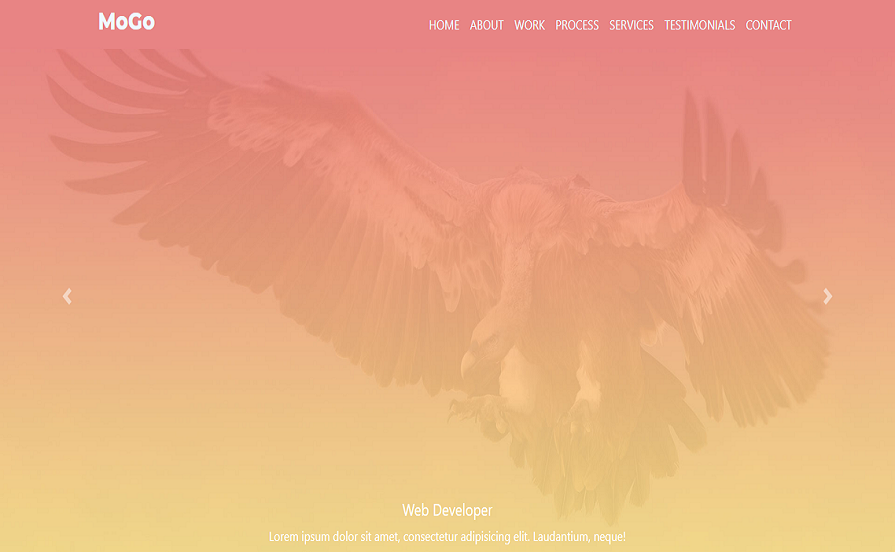 MoGo
HOME ABOUT WORK PROCESS SERVICES TESTIMONIALS CONTACT
Web Developer
Lorem ipsum dolor sit amet, consectetur adipisicing elit. Laudantium, neque!